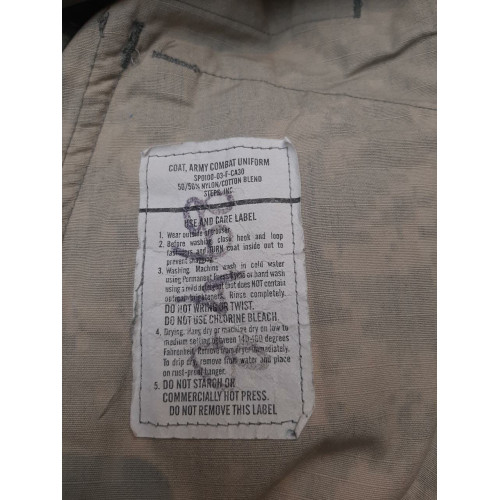 COAT, ARMY COMBAT UNIFORM
SPO100-03-F-CA30
50/50% NYLON/COTTON BLEND
STEPS, INC
USE AND CARE LABEL
1. Wear outside trouser
2. Before washing, close hook and loop
fasteners and TURN coat inside out to
prevent
3. Washing. Machine wash in cold water
using Permanent Press cycle or hand wash
using a mild detergent that does NOT contain
optical brighteners. Rinse completely.
DO NOT WRING OR TWIST.
DO NOT USE CHLORINE BLEACH.
4. Drying. Hang dry or machine dry on low to
medium setting between degrees
Fahrenheit. Remove from dryer immediately.
To drip dry, remove from water and place
on rust-proof hanger.
5. DO NOT STARCH OR
COMMERCIALLY HOT PRESS.
DO NOT REMOVE THIS LABEL